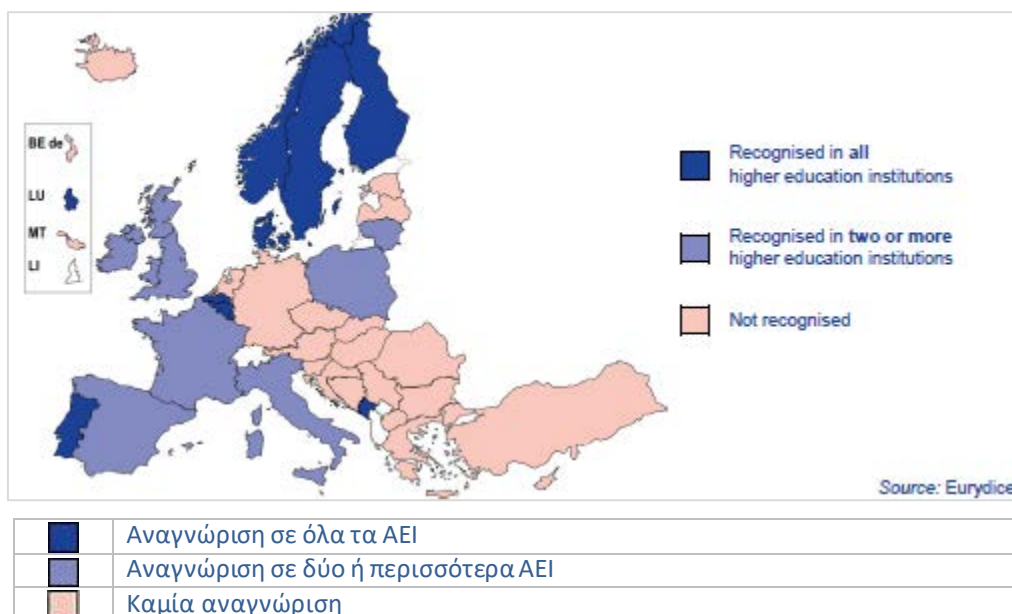 BE de
LU
MT
LI
Recognised in all
higher education institutions
Recognised in two or more
higher education institutions
Not recognised
Source: Eurydice
Αναγνώριση σε όλα τα ΑΕΙ
Αναγνώριση σε δύο ή περισσότερα ΑΕΙ
Καμία αναγνώριση